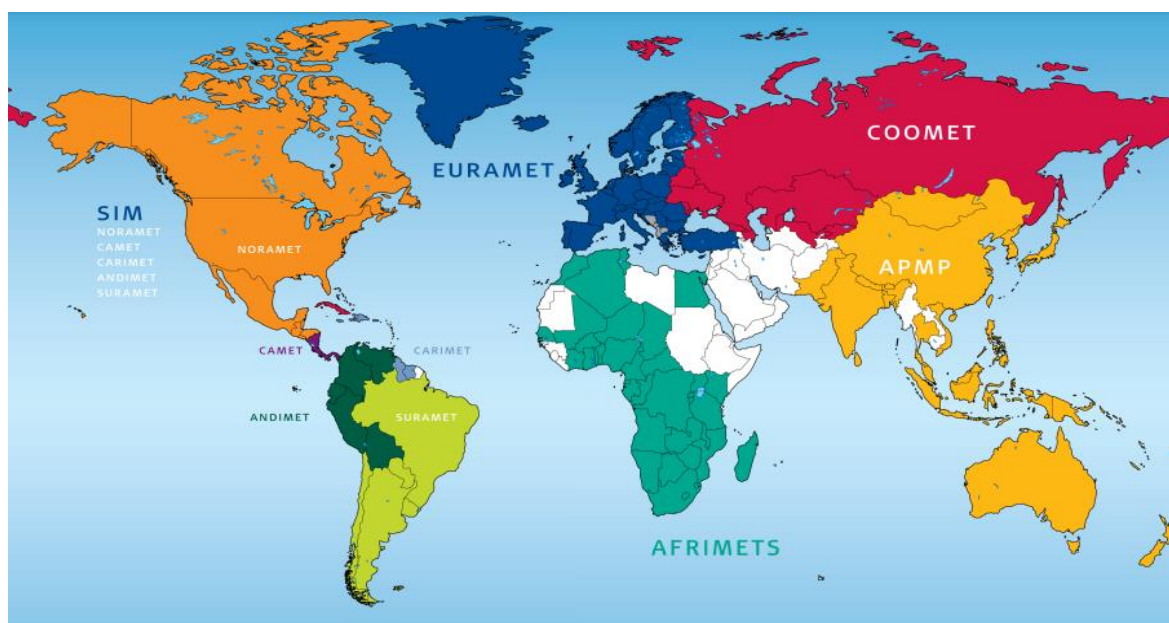 COOMET
EURAMET
SIM
NORAMET
CAMET
CARIMET
ANDIMET
SURAMET
NORAMET
APMP
CAMET
CARIMET
ANDIMET
SURAMET
AFRIMETS